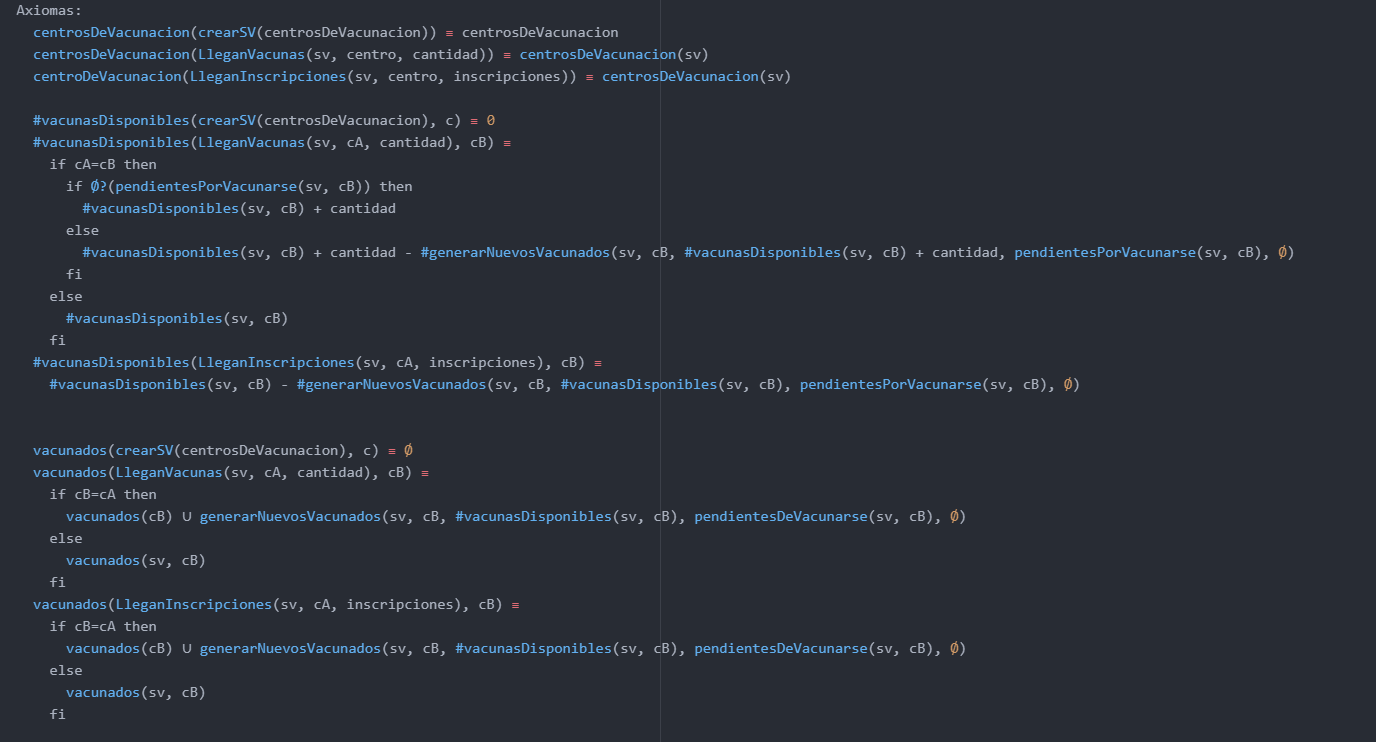 Axiomas:
centrosDeVacunacion(crearSV(centrosDeVacunacion)) ≡ centrosDeVacunacion
centrosDeVacunacion(LleganVacunas(sv, centro, cantidad)) ≡ centrosDeVacunacion(sv)
centroDeVacunacion(LleganInscripciones(sv, centro, inscripciones)) ≡ centrosDeVacunacion(sv)
#vacunasDisponibles(crearSV(centrosDeVacunacion), c) ≡ 0
#vacunasDisponibles(LleganVacunas(sv, cA, cantidad), cB) ≡
if cA=cB then
if Ø?(pendientesPorVacunarse(sv, cB)) then
#vacunasDisponibles(sv, cB) + cantidad
else
#vacunasDisponibles(sv, cB) + cantidad - #generarNuevosVacunados(sv, cB, #vacunasDisponibles(sv, cB) + cantidad, pendientesPorVacunarse(sv, cB), Ø)
fi
else
#vacunasDisponibles(sv, cB)
fi
#vacunasDisponibles(LleganInscripciones(sv, cA, inscripciones), cB) ≡
#vacunasDisponibles(sv, cB) - #generarNuevosVacunados(sv, cB, #vacunasDisponibles(sv, cB), pendientesPorVacunarse(sv, cB), Ø)
vacunados(crearSV(centrosDeVacunacion), c) ≡ Ø
vacunados(LleganVacunas(sv, cA, cantidad), cB) ≡
if cB=cA then
vacunados(cB) ∪ generarNuevosVacunados(sv, cB, #vacunasDisponibles(sv, cB), pendientesDeVacunarse(sv, cB), Ø)
else
vacunados(sv, cB)
fi
vacunados(LleganInscripciones(sv, cA, inscripciones), cB) ≡
if cB=cA then
vacunados(cB) ∪ generarNuevosVacunados(sv, cB, #vacunasDisponibles(sv, cB), pendientesDeVacunarse(sv, cB), Ø)
else
vacunados(sv, cB)
fi